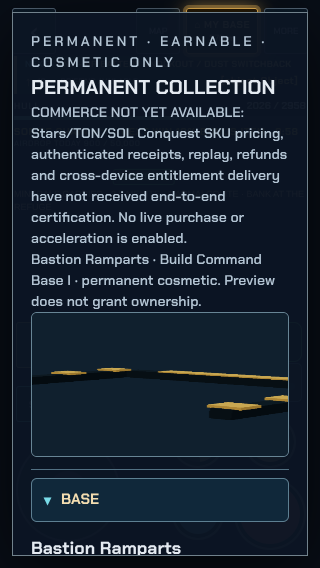 PERMANENT · EARNABLE ·
COSMETIC ONLY
PERMANENT COLLECTION
COMMERCE NOT YET AVAILABLE:
Stars/TON/SOL Conquest SKU pricing,
authenticated receipts, replay, refunds
and cross-device entitlement delivery
have not received end-to-end
certification. No live purchase or
acceleration is enabled.
Bastion Ramparts · Build Command
Base I · permanent cosmetic. Preview
does not grant ownership.
▼ BASE
Bastion Ramparts